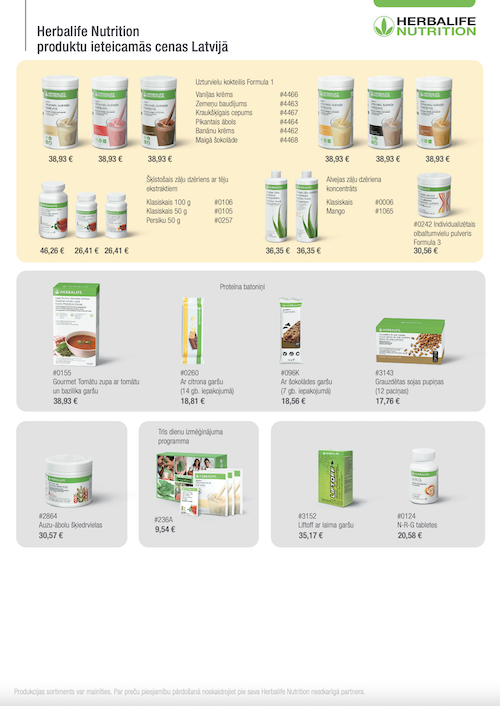 Herbalife Nutrition
produktu ieteicamās cenas Latvijā
HERBALIFE
NUTRITION
Uzturvielu kokteilis Formula 1
Vaniļas krēms #4466
Zemeņu baudījums #4463
Kraukšķīgais cepums #4467
Pikantais ābols #4464
Banānu krēms #4462
Maigā šokolāde #4468
38,93 € 38,93 € 38,93 €
38,93 € 38,93 € 38,93 €
Šķīstošais zāļu dzēriens ar tēju
ekstraktiem
Klasiskais 100 g #0106
Klasiskais 50 g #0105
Persiku 50 g #0257
46,26 € 26,41 € 26,41 €
Alvejas zāļu dzēriena
koncentrāts
Klasiskais #0006
Mango #1065
36,35 € 36,35 €
#0242 Individualizētais
olbaltumvielu pulveris
Formula 3
30,56 €
Proteīna batoniņi
HERBALIFE
#0155
Gourmet Tomātu zupa ar tomātu
un bazilika garšu
38,93 €
#0260
Ar citrona garšu
(14 gb. iepakojumā)
18,81 €
#096K
Ar šokolādes garšu
(7 gb. iepakojumā)
18,56 €
HERBALIFE
#3143
Grauzdētas sojas pupiņas
(12 paciņas)
17,76 €
#2864
Auzu-ābolu šķiedrvielas
30,57 €
Trīs dienu izmēģinājuma
programma
#236A
9,54 €
LIFTOFF
#3152
Liftoff ar laima garšu
35,17 €
N-R-G
#0124
N-R-G tabletes
20,58 €
Produkcijas sortiments var mainīties. Par preču pieejamību pārdošanā noskaidrojiet pie sava Herbalife Nutrition neatkarīgā partnera.